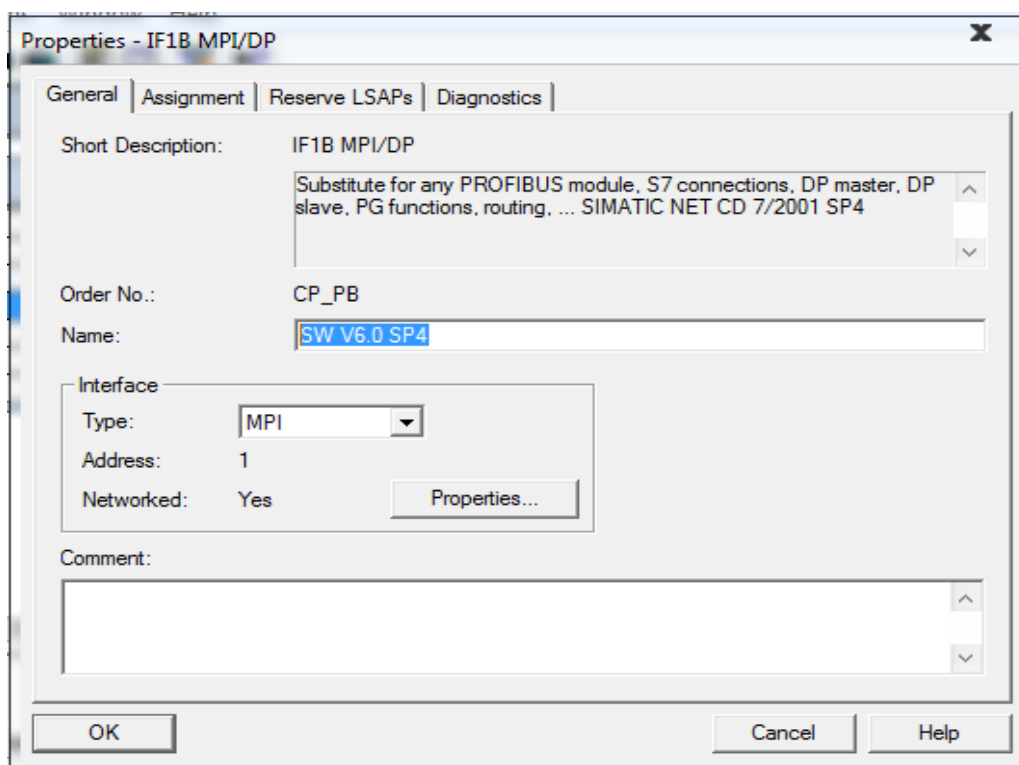 Properties - IF1B MPI/DP
General
Assignment
Reserve LSAPs
Diagnostics
Short Description: IF1B MPI/DP
Substitute for any PROFIBUS module, S7 connections, DP master, DP
slave, PG functions, routing, ... SIMATIC NET CD 7/2001 SP4
Order No.: CP_PB
Name: SW V6.0 SP4
Interface
Type: MPI
Address: 1
Networked: Yes Properties...
Comment:
OK Cancel Help